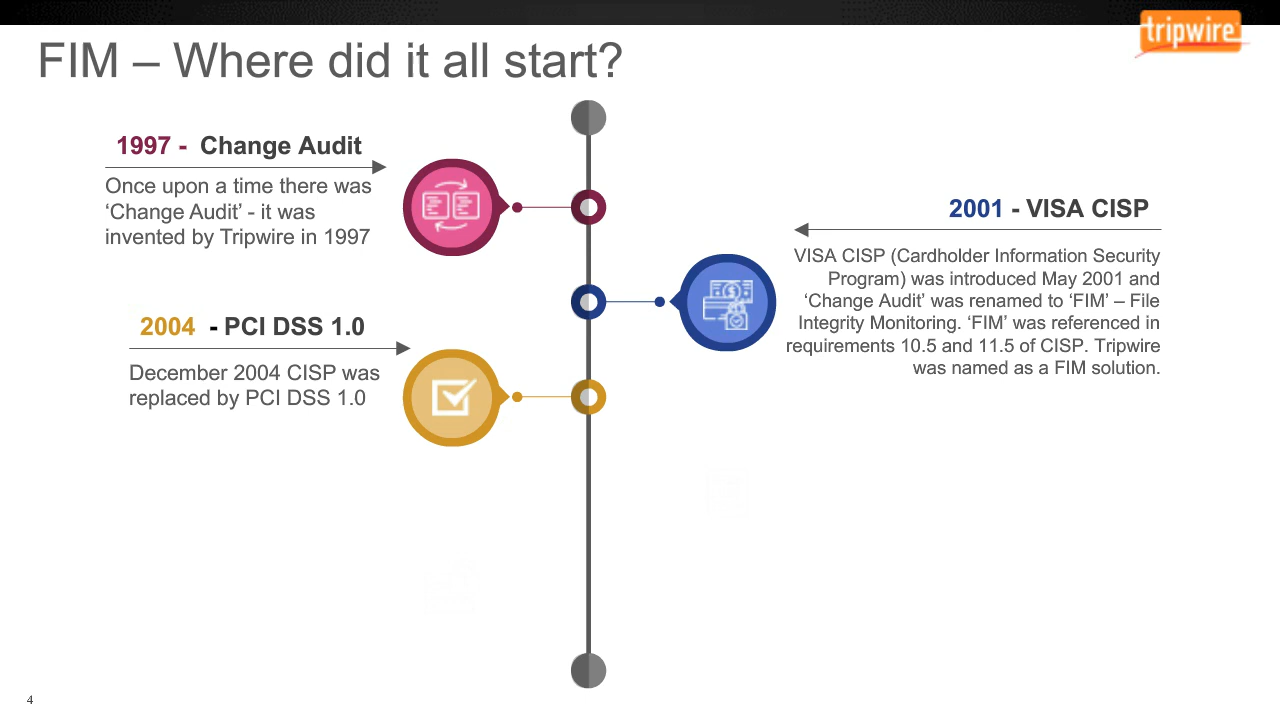 tripwire
FIM – Where did it all start?
1997 - Change Audit
Once upon a time there was
‘Change Audit’ - it was
invented by Tripwire in 1997
2001 - VISA CISP
VISA CISP (Cardholder Information Security
Program) was introduced May 2001 and
‘Change Audit’ was renamed to ‘FIM’ – File
Integrity Monitoring. ‘FIM’ was referenced in
requirements 10.5 and 11.5 of CISP. Tripwire
was named as a FIM solution.
2004 - PCI DSS 1.0
December 2004 CISP was
replaced by PCI DSS 1.0
4